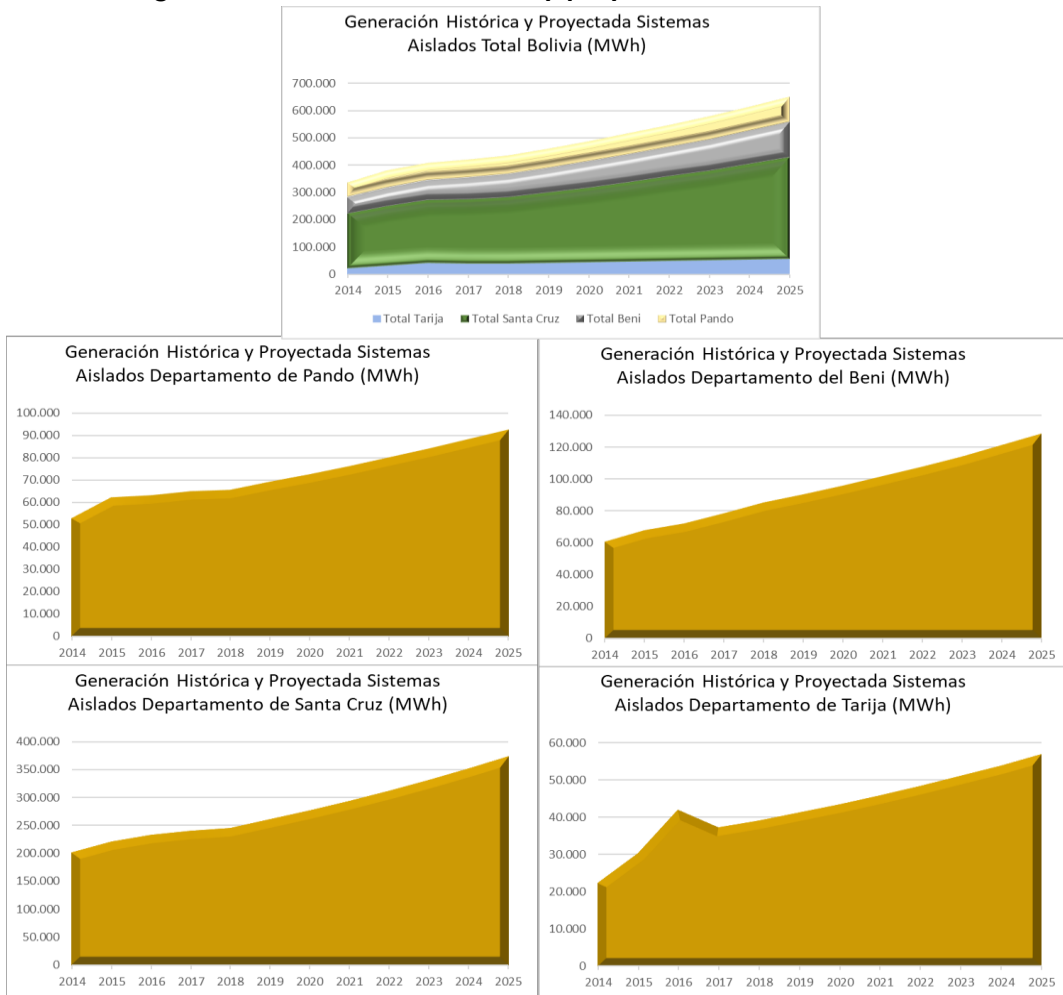 Generación Histórica y Proyectada Sistemas
Aislados Total Bolivia (MWh)
700.000
600.000
500.000
400.000
300.000
200.000
100.000
0
2014 2015 2016 2017 2018 2019 2020 2021 2022 2023 2024 2025
Total Tarija Total Santa Cruz Total Beni Total Pando
Generación Histórica y Proyectada Sistemas
Aislados Departamento de Pando (MWh)
100.000
90.000
80.000
70.000
60.000
50.000
40.000
30.000
20.000
10.000
0
2014 2015 2016 2017 2018 2019 2020 2021 2022 2023 2024 2025
Generación Histórica y Proyectada Sistemas
Aislados Departamento del Beni (MWh)
140.000
120.000
100.000
80.000
60.000
40.000
20.000
0
2014 2015 2016 2017 2018 2019 2020 2021 2022 2023 2024 2025
Generación Histórica y Proyectada Sistemas
Aislados Departamento de Santa Cruz (MWh)
400.000
350.000
300.000
250.000
200.000
150.000
100.000
50.000
0
2014 2015 2016 2017 2018 2019 2020 2021 2022 2023 2024 2025
Generación Histórica y Proyectada Sistemas
Aislados Departamento de Tarija (MWh)
60.000
50.000
40.000
30.000
20.000
10.000
0
2014 2015 2016 2017 2018 2019 2020 2021 2022 2023 2024 2025